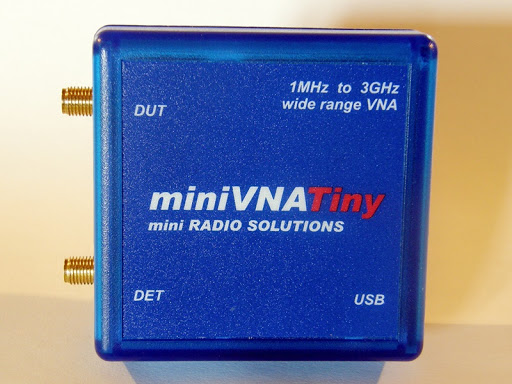 1MHz to 3GHz
wide range VNA
DUT
miniVNATiny
mini RADIO SOLUTIONS
DET
USB